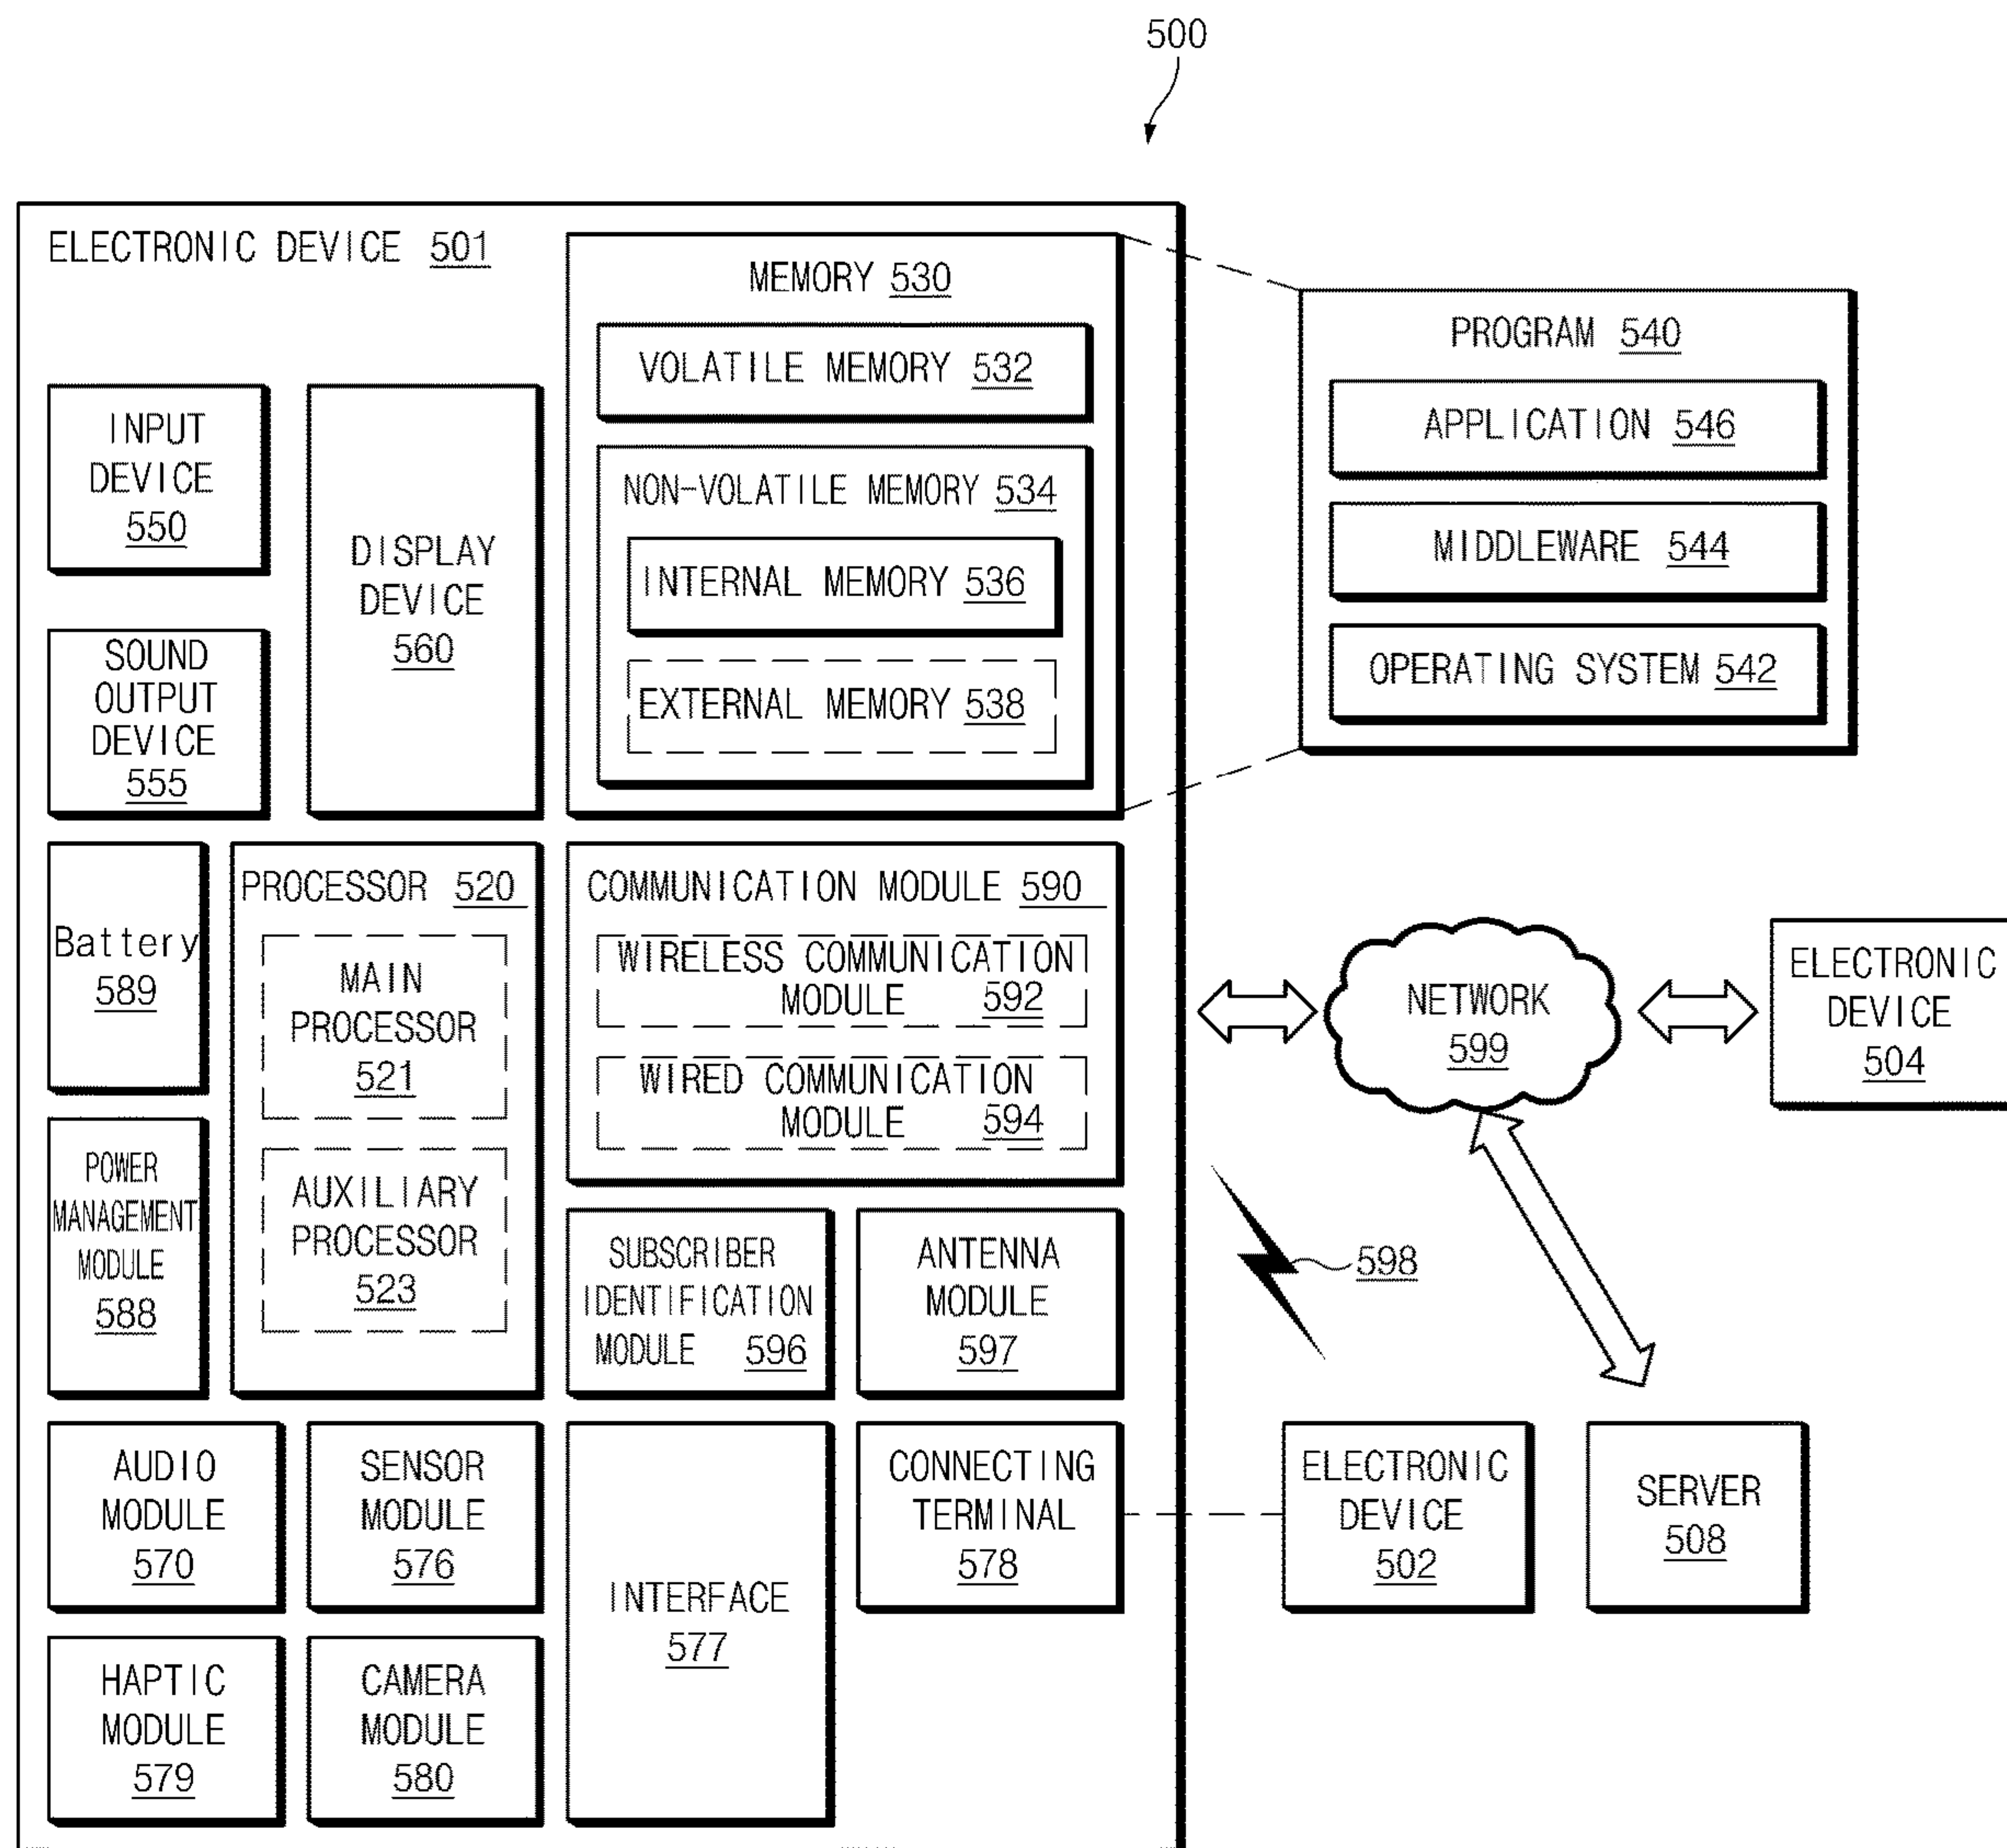 500
ELECTRONIC DEVICE 501
MEMORY 530
VOLATILE MEMORY 532
NON-VOLATILE MEMORY 534
INTERNAL MEMORY 536
EXTERNAL MEMORY 538
PROGRAM 540
APPLICATION 546
MIDDLEWARE 544
OPERATING SYSTEM 542
INPUT
DEVICE
550
SOUND
OUTPUT
DEVICE
555
DISPLAY
DEVICE
560
Battery
589
POWER
MANAGEMENT
MODULE
588
PROCESSOR 520
MAIN
PROCESSOR
521
AUXILIARY
PROCESSOR
523
COMMUNICATION MODULE 590
WIRELESS COMMUNICATION
MODULE 592
WIRED COMMUNICATION
MODULE 594
SUBSCRIBER
IDENTIFICATION
MODULE 596
ANTENNA
MODULE
597
NETWORK
599
ELECTRONIC
DEVICE
504
598
AUDIO
MODULE
570
SENSOR
MODULE
576
INTERFACE
577
CONNECTING
TERMINAL
578
ELECTRONIC
DEVICE
502
SERVER
508
HAPTIC
MODULE
579
CAMERA
MODULE
580